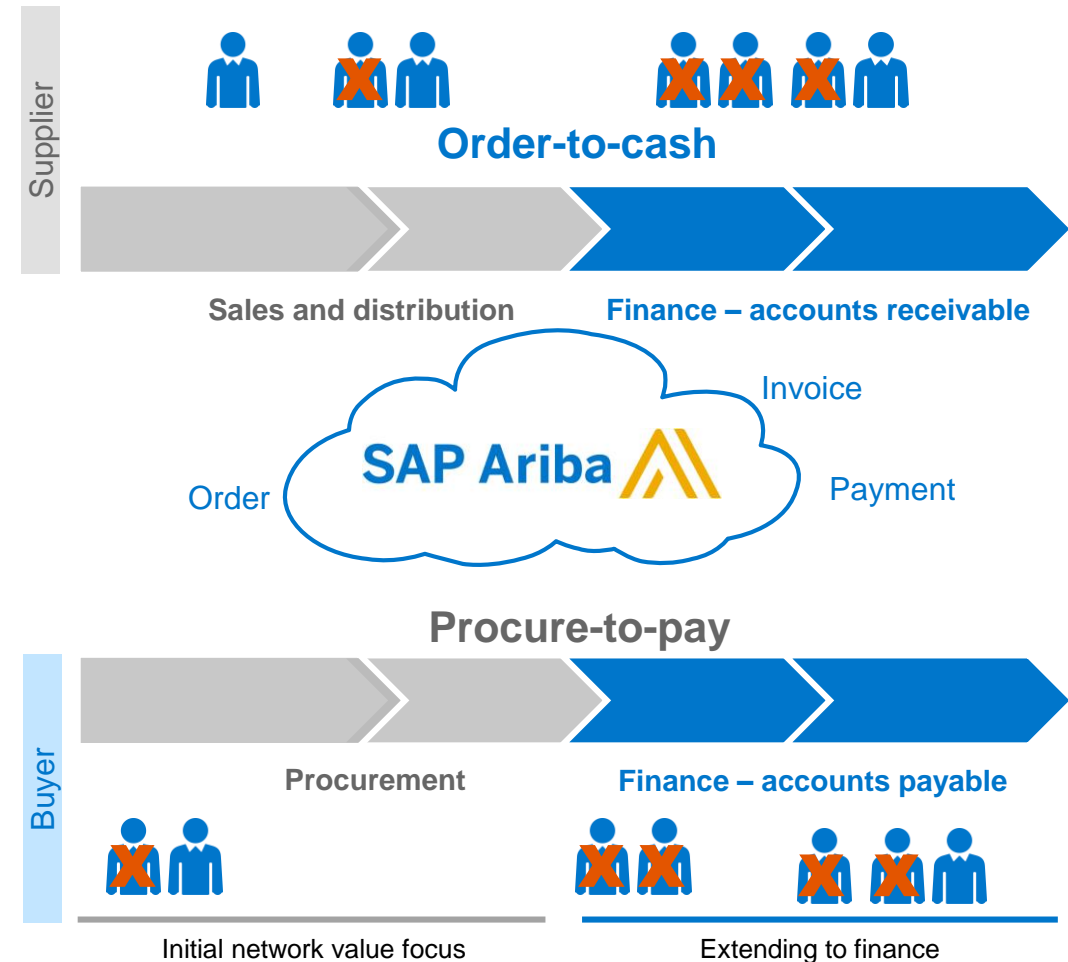 Supplier
Order-to-cash
Sales and distribution
Finance – accounts receivable
Invoice
SAP Ariba
Order
Payment
Procure-to-pay
Buyer
Procurement
Finance – accounts payable
Initial network value focus
Extending to finance